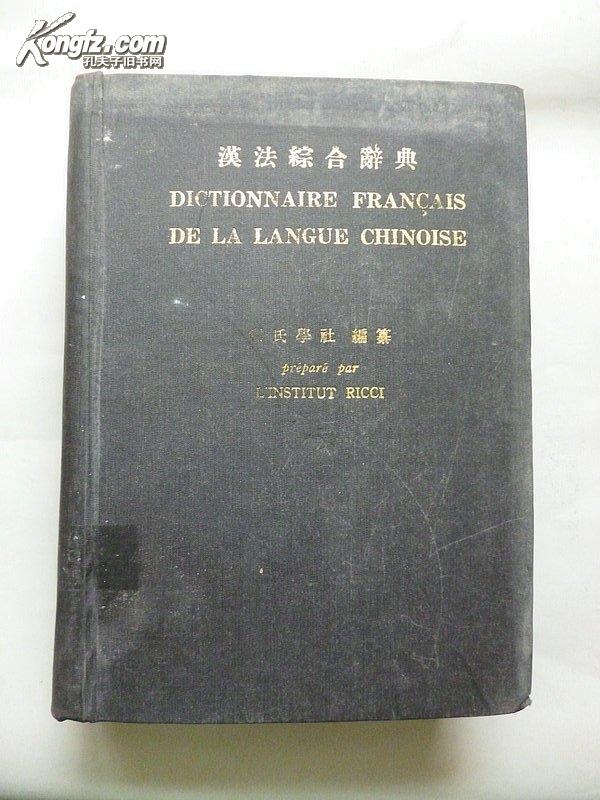 Kongfz.com
孔夫子旧书网
漢法綜合辭典
DICTIONNAIRE FRANÇAIS
DE LA LANGUE CHINOISE
氏學社 編纂
préparé par
L'INSTITUT RICCI